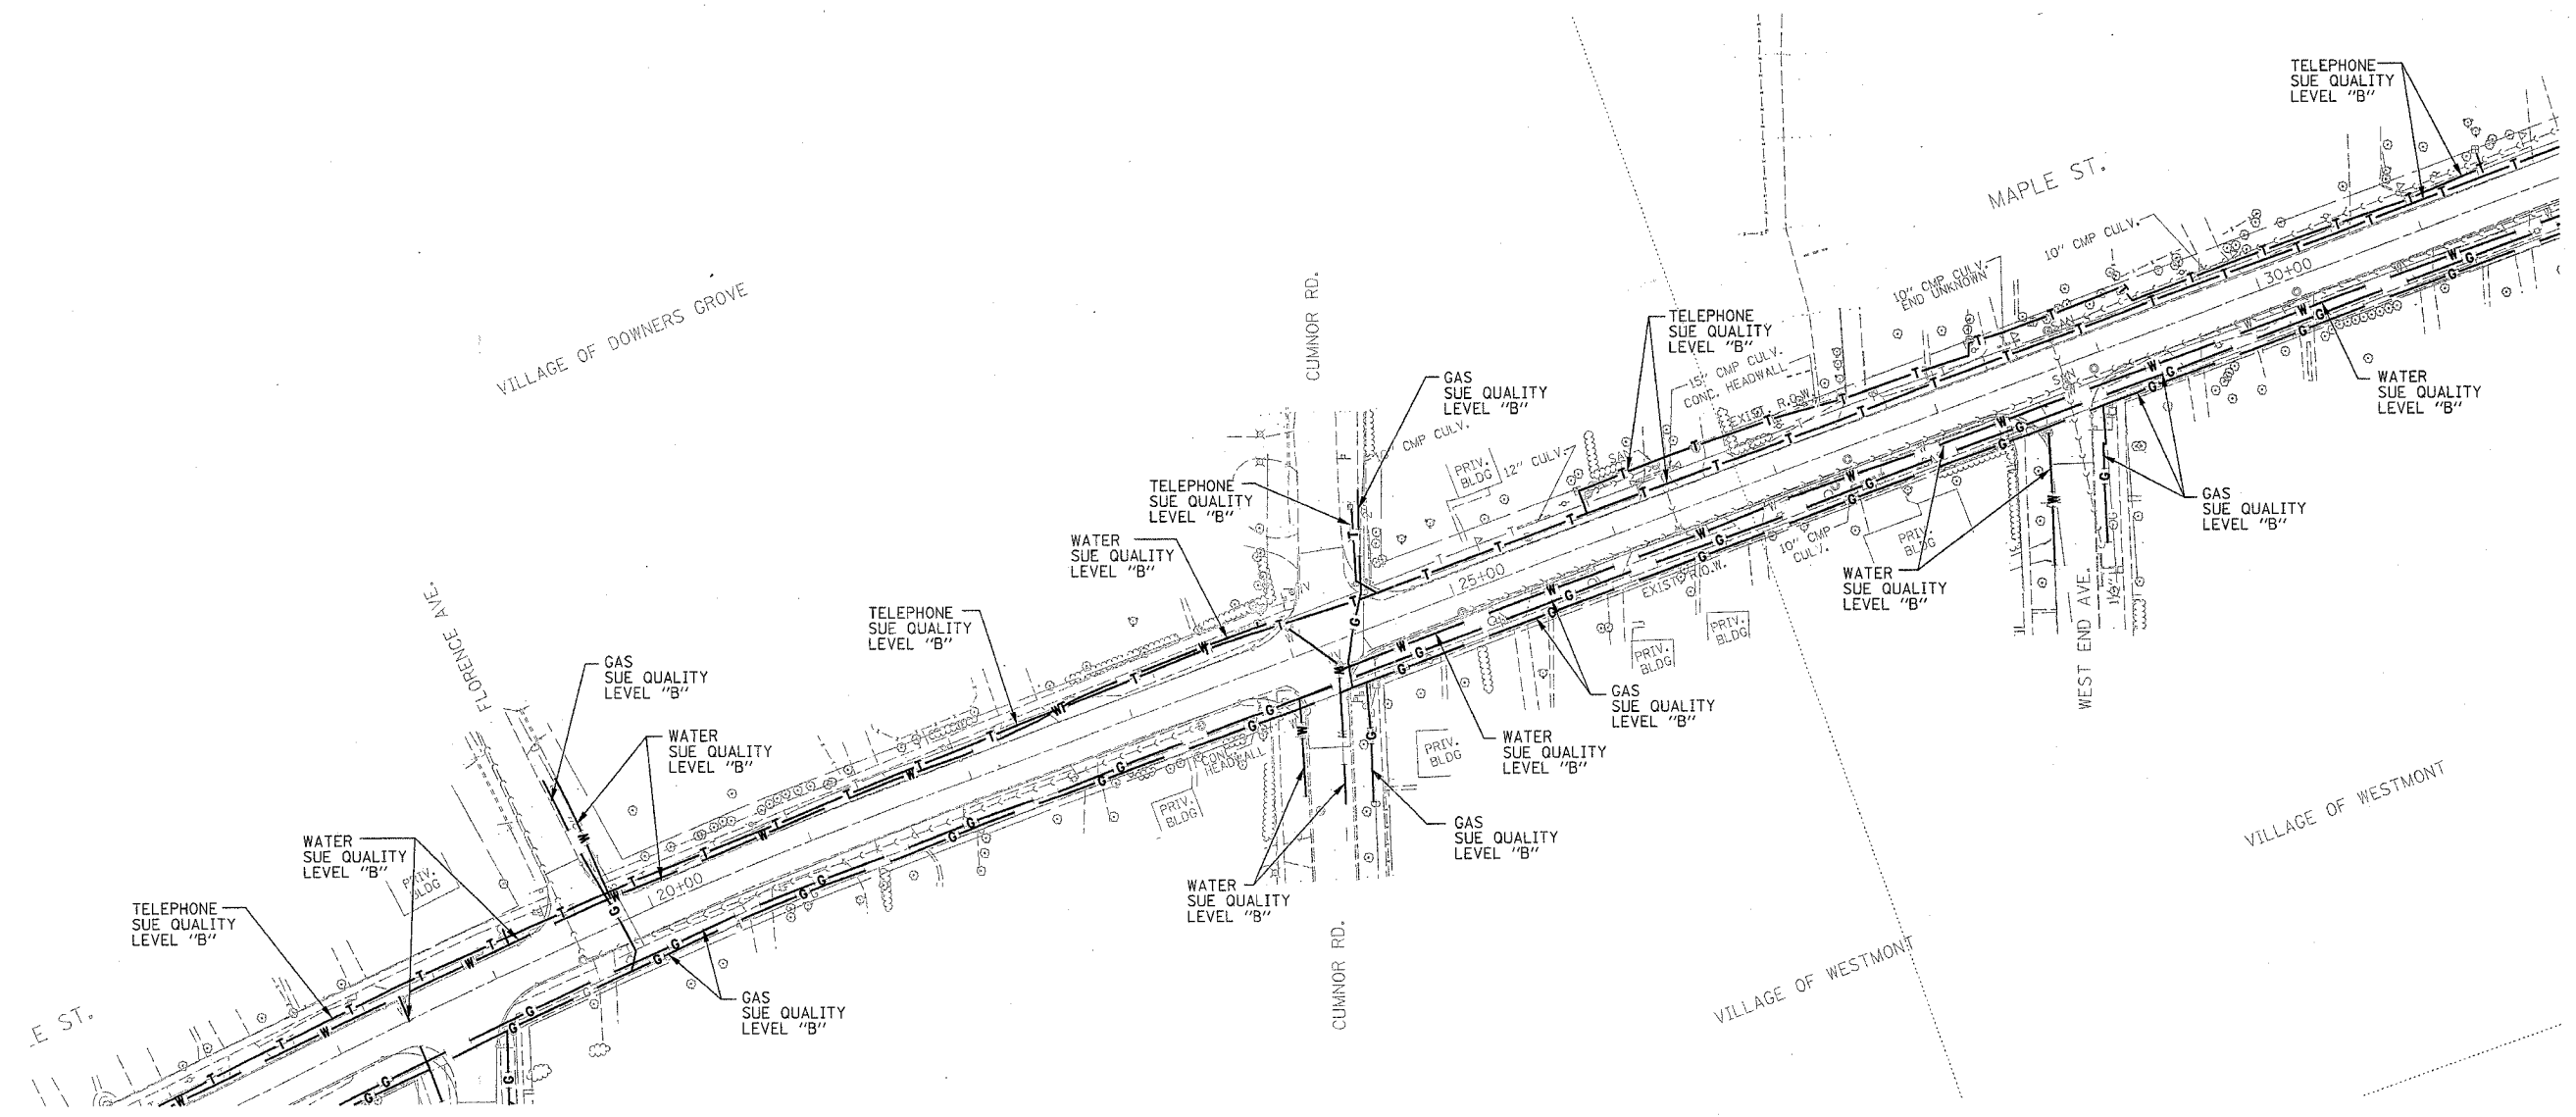 TELEPHONE
SUE QUALITY
LEVEL "B"
MAPLE ST.
10" CMP CULV.
10" CMP CULV.
END UNKNOWN
30+00
VILLAGE OF DOWNERS GROVE
CUMNOR RD.
TELEPHONE
SUE QUALITY
LEVEL "B"
15" CMP CULV.
CONC. HEADWALL
EXIST. R.O.W.
GAS
SUE QUALITY
LEVEL "B"
WATER
SUE QUALITY
LEVEL "B"
CMP CULV.
PRIV.
BLDG
12" CULV.
SAN
SAN
SAN
TELEPHONE
SUE QUALITY
LEVEL "B"
GAS
SUE QUALITY
LEVEL "B"
WATER
SUE QUALITY
LEVEL "B"
10" CMP
CULV.
PRIV.
BLDG
25+00
EXIST. R.O.W.
WATER
SUE QUALITY
LEVEL "B"
WEST END AVE.
FLORENCE AVE.
TELEPHONE
SUE QUALITY
LEVEL "B"
PRIV.
BLDG
PRIV.
BLDG
GAS
SUE QUALITY
LEVEL "B"
GAS
SUE QUALITY
LEVEL "B"
WATER
SUE QUALITY
LEVEL "B"
WATER
SUE QUALITY
LEVEL "B"
PRIV.
BLDG
CONC.
HEADWALL
PRIV.
BLDG
VILLAGE OF WESTMONT
GAS
SUE QUALITY
LEVEL "B"
WATER
SUE QUALITY
LEVEL "B"
PRIV.
BLDG
20+00
WATER
SUE QUALITY
LEVEL "B"
TELEPHONE
SUE QUALITY
LEVEL "B"
CUMNOR RD.
VILLAGE OF WESTMONT
GAS
SUE QUALITY
LEVEL "B"
E ST.